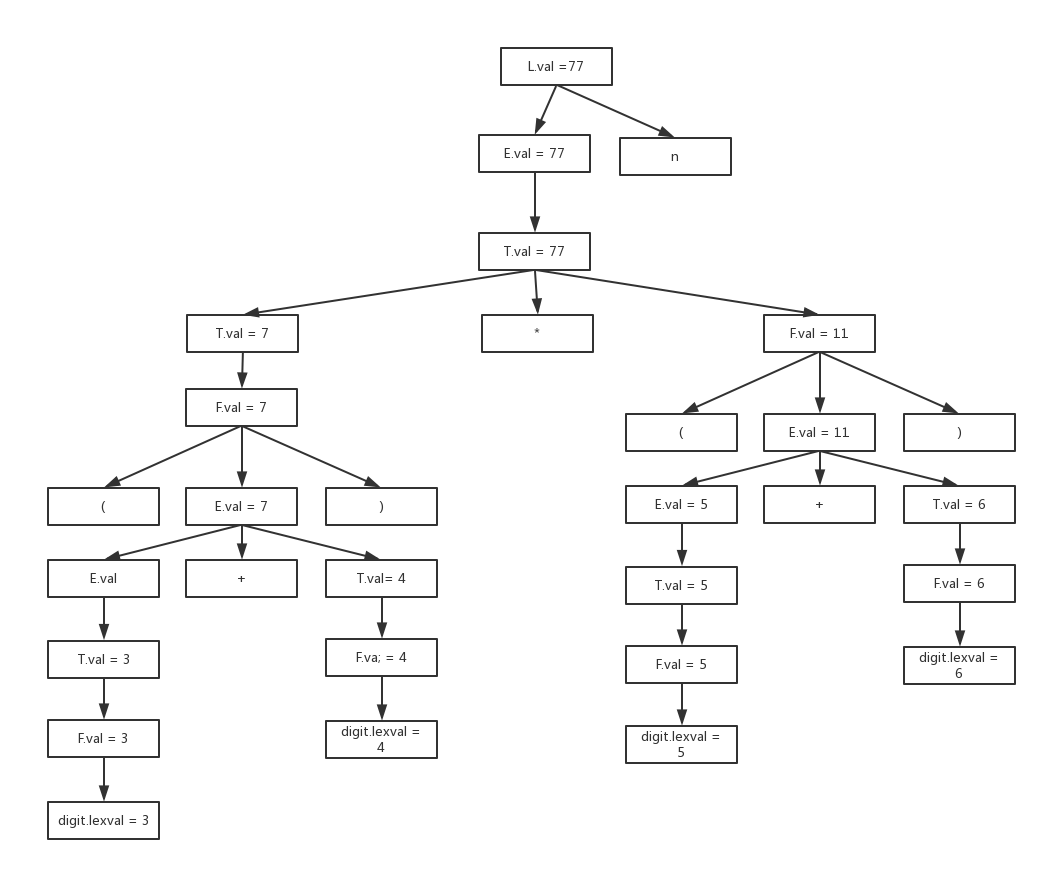 L.val =77
E.val = 77
n
T.val = 77
T.val = 7
*
F.val = 11
F.val = 7
(
E.val = 11
)
(
E.val = 7
)
E.val = 5
+
T.val = 6
E.val
+
T.val= 4
T.val = 5
F.val = 6
T.val = 3
F.va; = 4
F.val = 5
digit.lexval =
6
F.val = 3
digit.lexval =
4
digit.lexval =
5
digit.lexval = 3